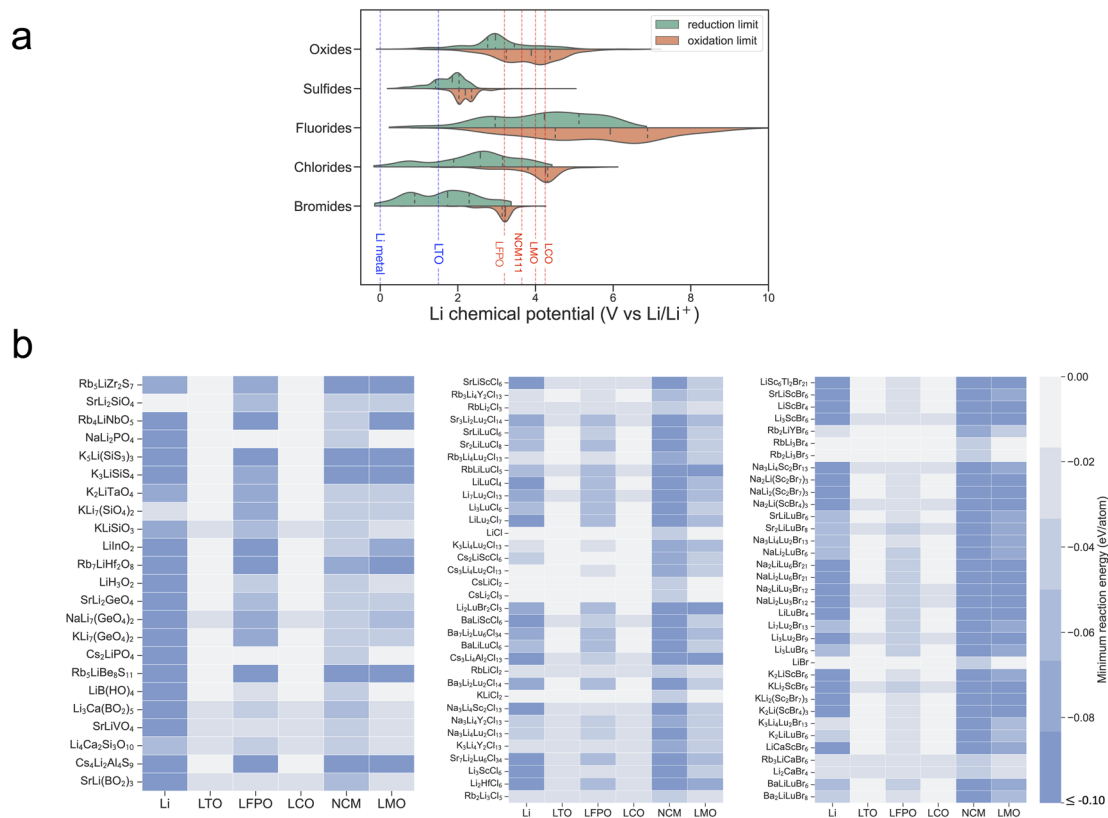 a
reduction limit
oxidation limit
Oxides
Sulfides
Fluorides
Chlorides
Bromides
Li metal
LTO
LFPO
NCM111
LMO
LCO
0 2 4 6 8 10
Li chemical potential (V vs Li/Li⁺)
b
Rb₅LiZr₂S₇
SrLi₂SiO₄
Rb₄LiNbO₅
NaLi₂PO₄
K₅Li(SiS₃)₃
K₃LiSiS₄
K₂LiTaO₄
KLi₇(SiO₄)₂
KLiSiO₃
LiInO₂
Rb₇LiHf₂O₈
LiH₃O₂
SrLi₂GeO₄
NaLi₇(GeO₄)₂
KLi₇(GeO₄)₂
Cs₂LiPO₄
Rb₅LiBe₈S₁₁
LiB(HO)₄
Li₃Ca(BO₂)₅
SrLiVO₄
Li₄Ca₂Si₃O₁₀
Cs₄Li₂Al₄S₉
SrLi(BO₂)₃
Li LTO LFPO LCO NCM LMO
SrLiScCl₆
Rb₃Li₄Y₂Cl₁₃
RbLi₂Cl₃
Sr₃Li₂Lu₂Cl₁₄
SrLiLuCl₆
Sr₂LiLuCl₈
Rb₃Li₄Lu₂Cl₁₃
RbLiLuCl₅
LiLuCl₄
Li₇Lu₂Cl₁₃
Li₃LuCl₆
LiLu₂Cl₇
LiCl
K₃Li₄Lu₂Cl₁₃
Cs₂LiScCl₆
Cs₃Li₄Lu₂Cl₁₃
CsLiCl₂
CsLi₂Cl₃
Li₂LuBr₂Cl₃
BaLiScCl₆
Ba₇Li₂Lu₆Cl₃₄
BaLiLuCl₆
Cs₃Li₄Al₂Cl₁₃
RbLiCl₂
Ba₃Li₂Lu₂Cl₁₄
KLiCl₂
Na₃Li₄Sc₂Cl₁₃
Na₃Li₄Y₂Cl₁₃
Na₃Li₄Lu₂Cl₁₃
K₃Li₄Y₂Cl₁₃
Sr₇Li₂Lu₆Cl₃₄
Li₃ScCl₆
Li₂HfCl₆
Rb₂Li₃Cl₅
Li LTO LFPO LCO NCM LMO
LiSc₆Tl₂Br₂₁
SrLiScBr₆
LiScBr₄
Li₃ScBr₆
Rb₂LiYBr₆
RbLi₃Br₄
Rb₂Li₃Br₅
Na₃Li₄Sc₂Br₁₃
Na₂Li(Sc₂Br₇)₃
NaLi₂(Sc₂Br₇)₃
Na₂Li(ScBr₄)₃
SrLiLuBr₆
Sr₂LiLuBr₈
Na₃Li₄Lu₂Br₁₃
NaLi₂LuBr₆
Na₂LiLu₆Br₂₁
NaLi₂Lu₆Br₂₁
Na₂LiLu₃Br₁₂
NaLi₂Lu₃Br₁₂
LiLuBr₄
Li₇Lu₂Br₁₃
Li₃Lu₂Br₉
Li₃LuBr₆
LiBr
K₂LiScBr₆
KLi₂ScBr₆
KLi₂(Sc₂Br₇)₃
K₂Li(ScBr₄)₃
K₃Li₄Lu₂Br₁₃
K₂LiLuBr₆
LiCaScBr₆
Rb₃LiCaBr₆
Li₂CaBr₄
BaLiLuBr₆
Ba₂LiLuBr₈
Li LTO LFPO LCO NCM LMO
0.00
−0.02
−0.04
−0.06
−0.08
≤ -0.10
Minimum reaction energy (eV/atom)